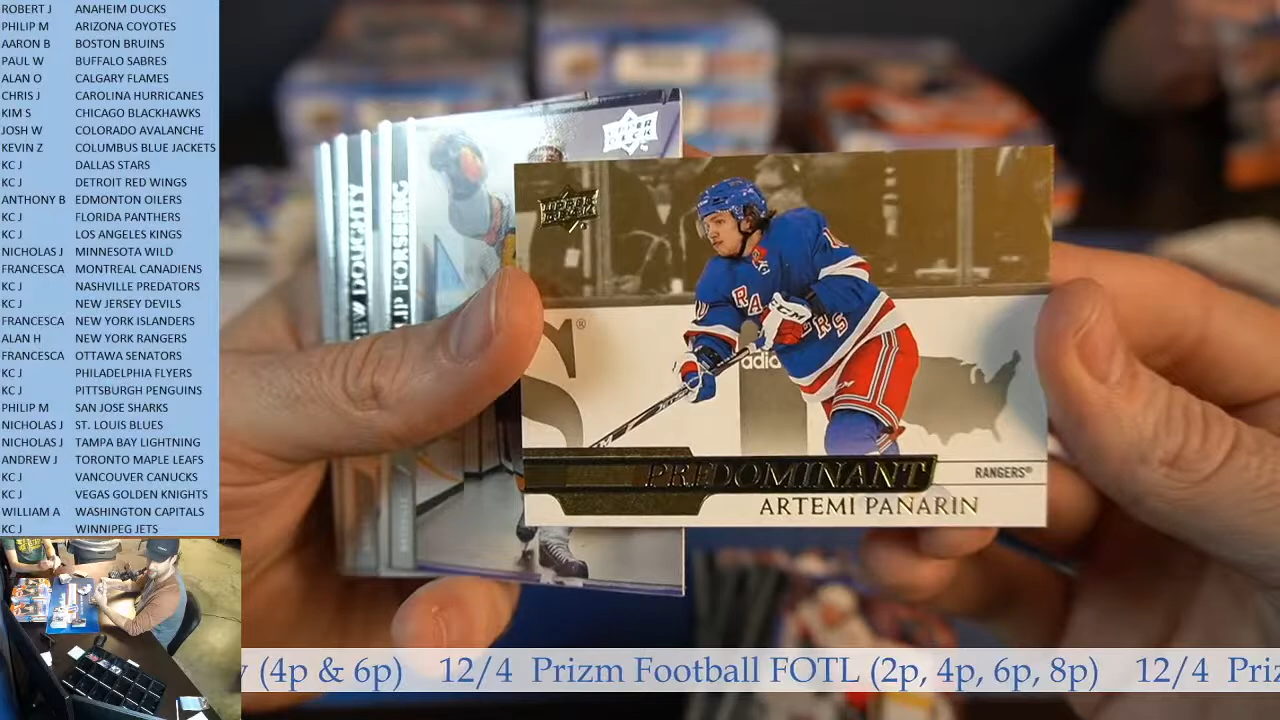 ROBERT J ANAHEIM DUCKS
PHILIP M ARIZONA COYOTES
AARON B BOSTON BRUINS
PAUL W BUFFALO SABRES
ALAN O CALGARY FLAMES
CHRIS J CAROLINA HURRICANES
KIM S CHICAGO BLACKHAWKS
JOSH W COLORADO AVALANCHE
KEVIN Z COLUMBUS BLUE JACKETS
KC J DALLAS STARS
KC J DETROIT RED WINGS
ANTHONY B EDMONTON OILERS
KC J FLORIDA PANTHERS
KC J LOS ANGELES KINGS
NICHOLAS J MINNESOTA WILD
FRANCESCA MONTREAL CANADIENS
KC J NASHVILLE PREDATORS
KC J NEW JERSEY DEVILS
FRANCESCA NEW YORK ISLANDERS
ALAN H NEW YORK RANGERS
FRANCESCA OTTAWA SENATORS
KC J PHILADELPHIA FLYERS
KC J PITTSBURGH PENGUINS
PHILIP M SAN JOSE SHARKS
NICHOLAS J ST. LOUIS BLUES
NICHOLAS J TAMPA BAY LIGHTNING
ANDREW J TORONTO MAPLE LEAFS
KC J VANCOUVER CANUCKS
KC J VEGAS GOLDEN KNIGHTS
WILLIAM A WASHINGTON CAPITALS
KC J WINNIPEG JETS
UPPER DECK
UPPER DECK
DOUGHTY
FORSBERG
S®
CCM
adidas
PREDOMINANT
RANGERS®
ARTEMI PANARIN
(4p & 6p) 12/4 Prizm Football FOTL (2p, 4p, 6p, 8p) 12/4